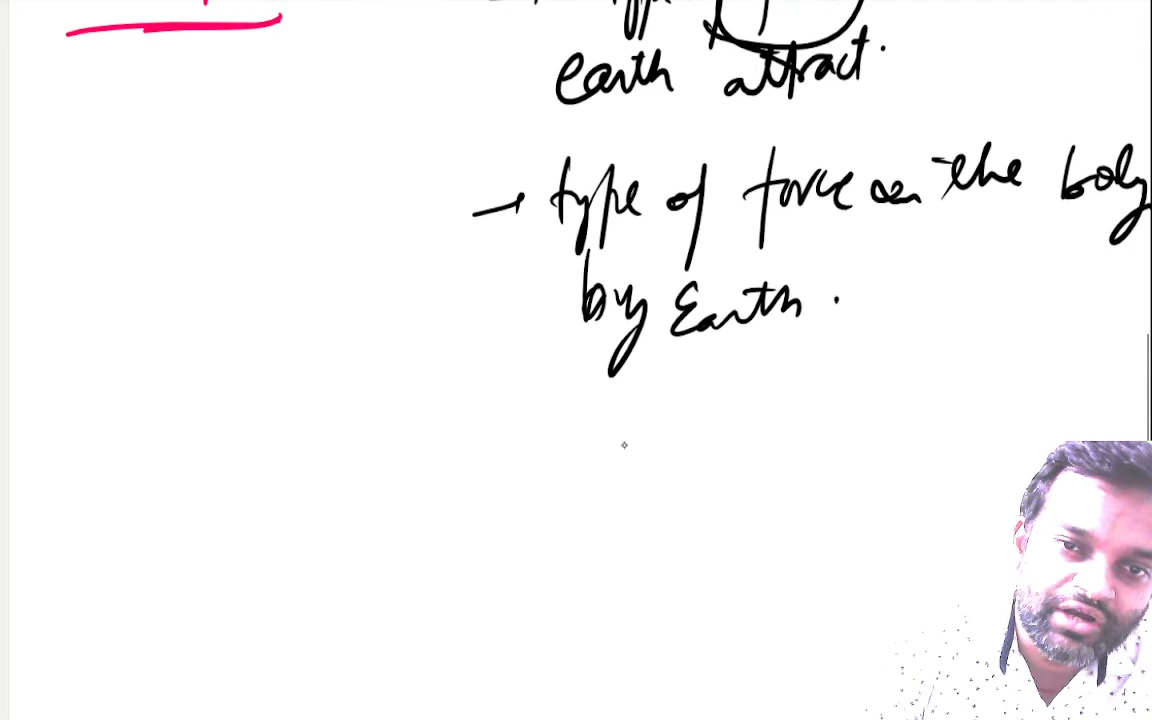 earth attract.
→ type of force on the body
by Earth.